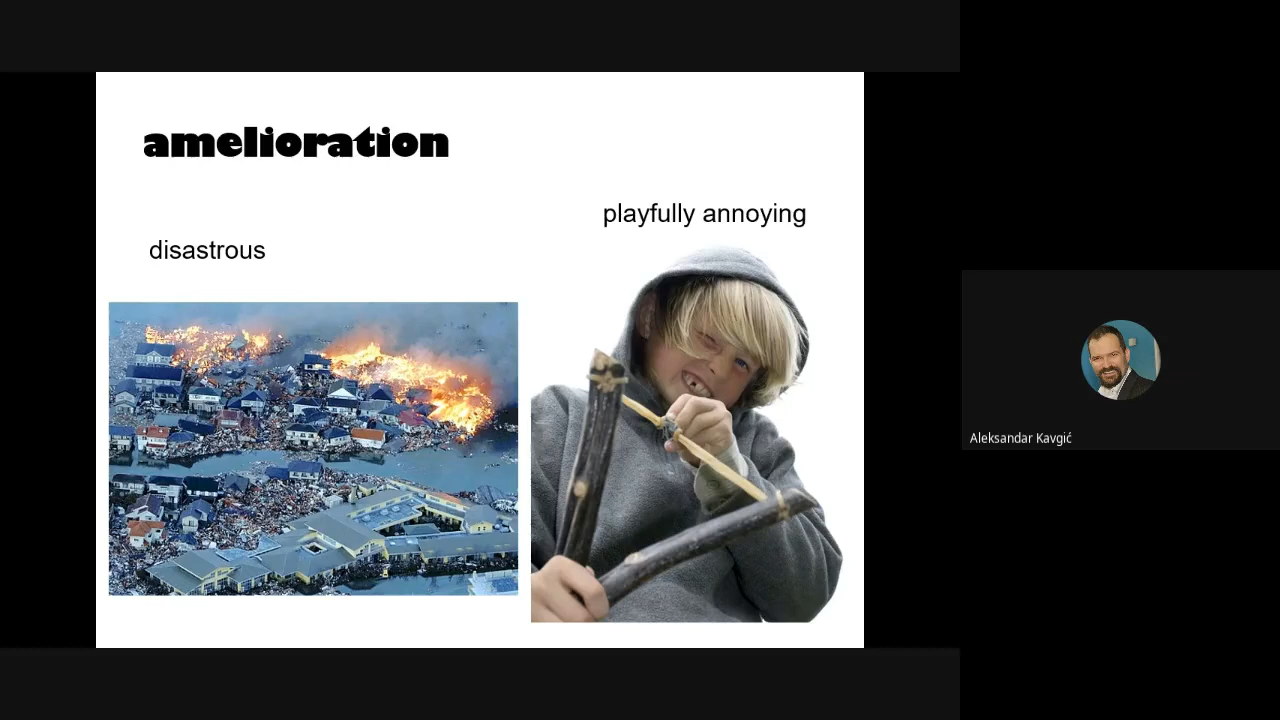 amelioration
playfully annoying
disastrous
Aleksandar Kavgić